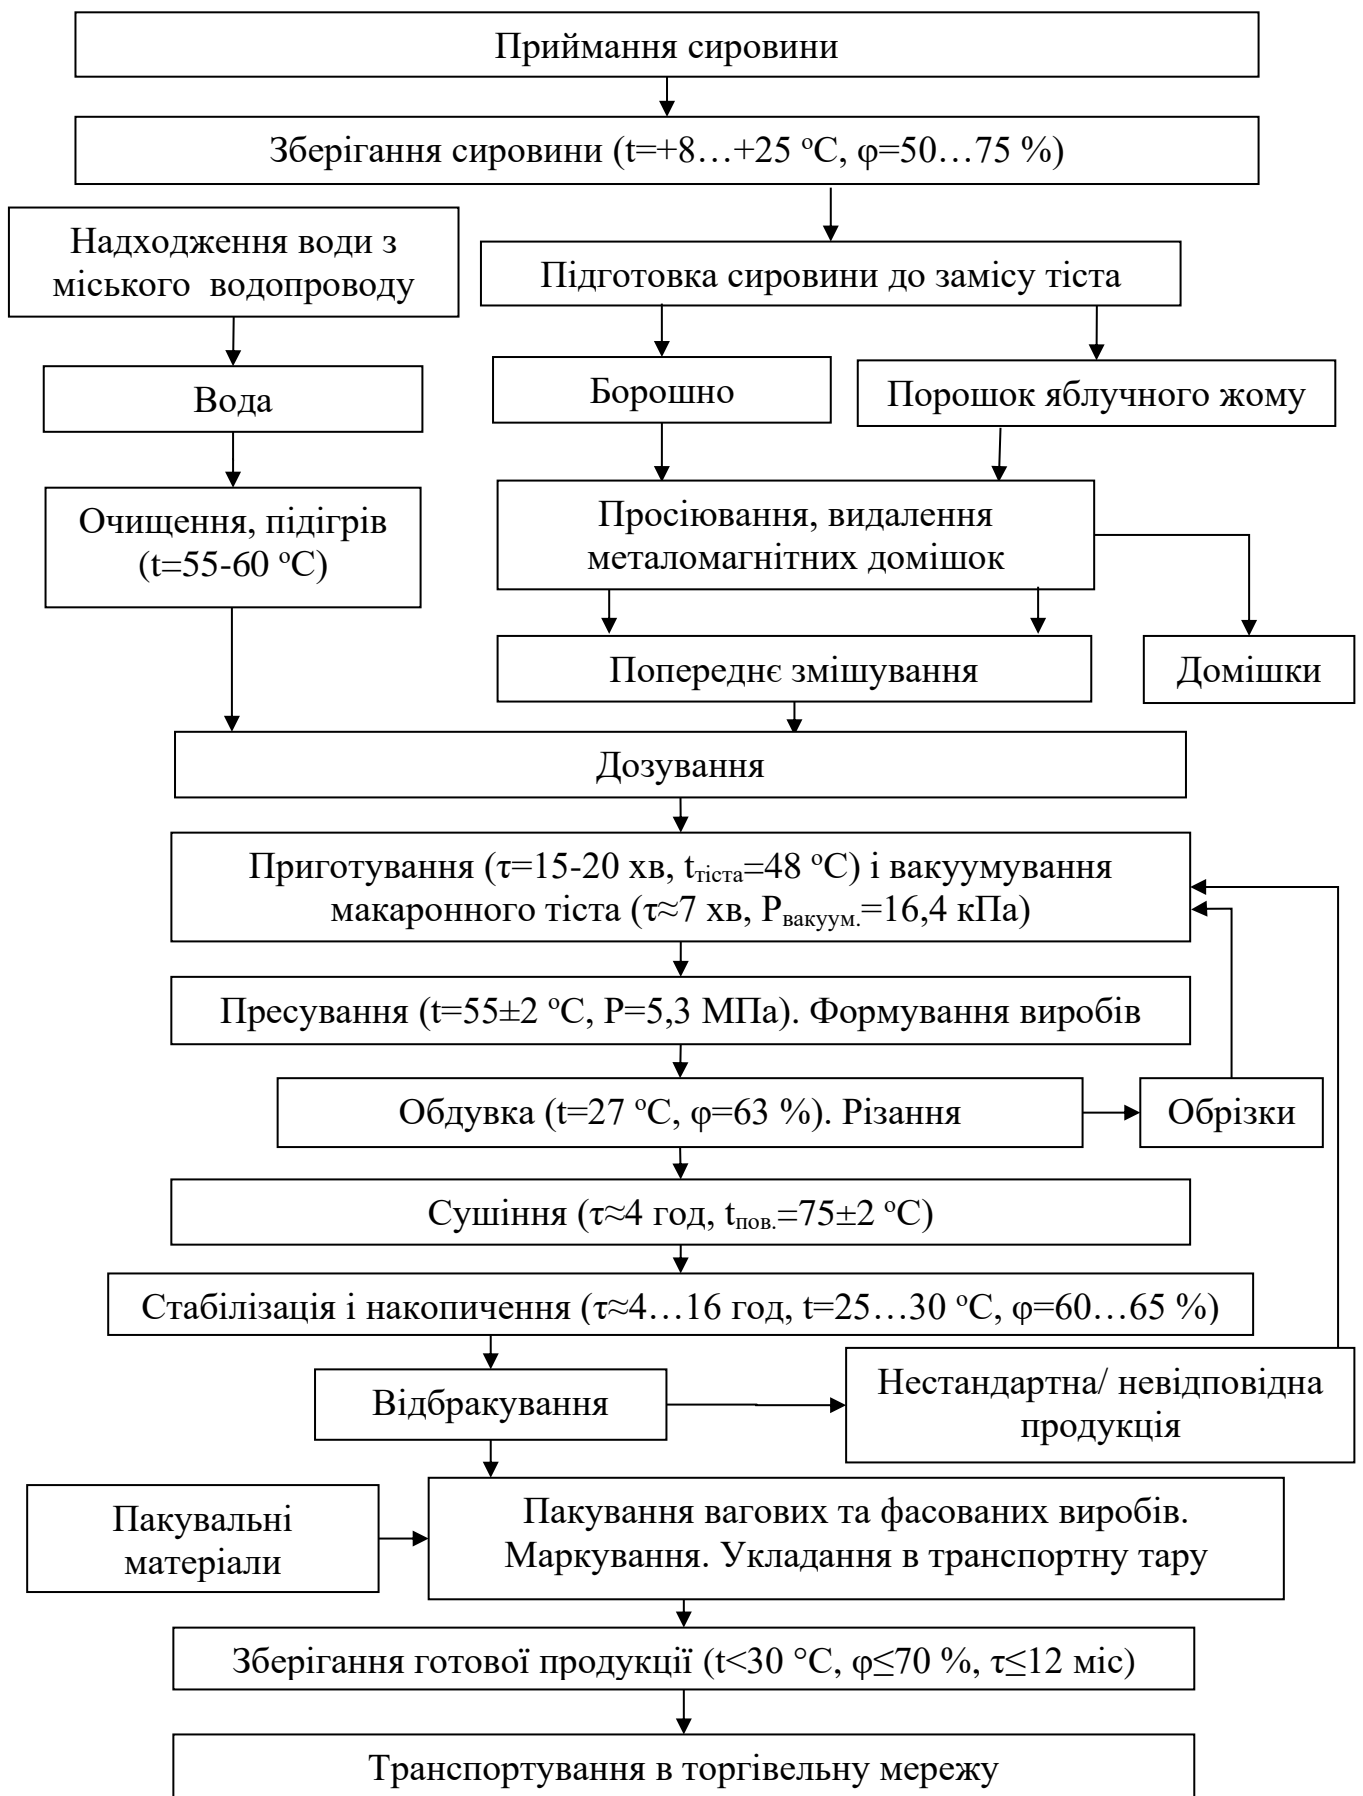 Приймання сировини
Зберігання сировини (t=+8…+25 ºС, φ=50…75 %)
Надходження води з
міського водопроводу
Підготовка сировини до замісу тіста
Вода
Борошно
Порошок яблучного жому
Очищення, підігрів
(t=55-60 ºС)
Просіювання, видалення
металомагнітних домішок
Попереднє змішування
Домішки
Дозування
Приготування (τ=15-20 хв, tтіста=48 ºС) і вакуумування
макаронного тіста (τ≈7 хв, Рвакуум.=16,4 кПа)
Пресування (t=55±2 ºС, Р=5,3 МПа). Формування виробів
Обдувка (t=27 ºС, φ=63 %). Різання
Обрізки
Сушіння (τ≈4 год, tпов.=75±2 ºС)
Стабілізація і накопичення (τ≈4…16 год, t=25…30 ºС, φ=60…65 %)
Відбракування
Нестандартна/ невідповідна
продукція
Пакувальні
матеріали
Пакування вагових та фасованих виробів.
Маркування. Укладання в транспортну тару
Зберігання готової продукції (t<30 °С, φ≤70 %, τ≤12 міс)
Транспортування в торгівельну мережу